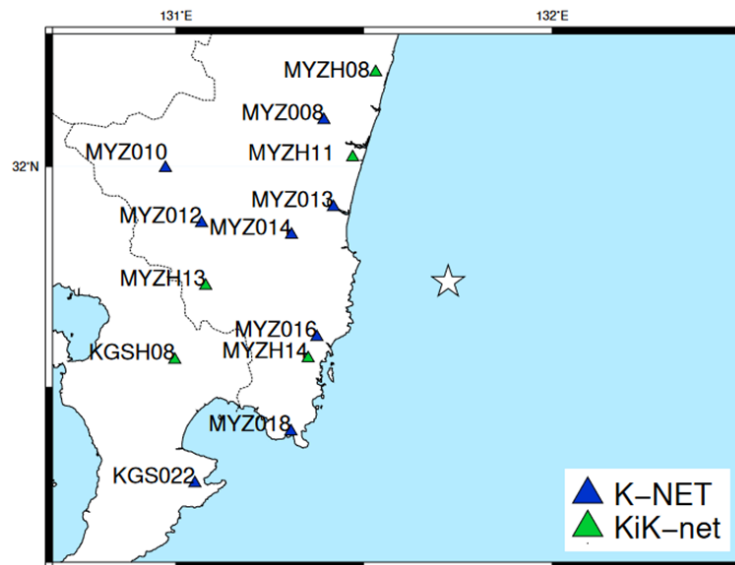 131°E
132°E
MYZH08
MYZ008
MYZ010
MYZH11
32°N
MYZ013
MYZ012
MYZ014
MYZH13
MYZ016
KGSH08
MYZH14
MYZ018
KGS022
K−NET
KiK−net